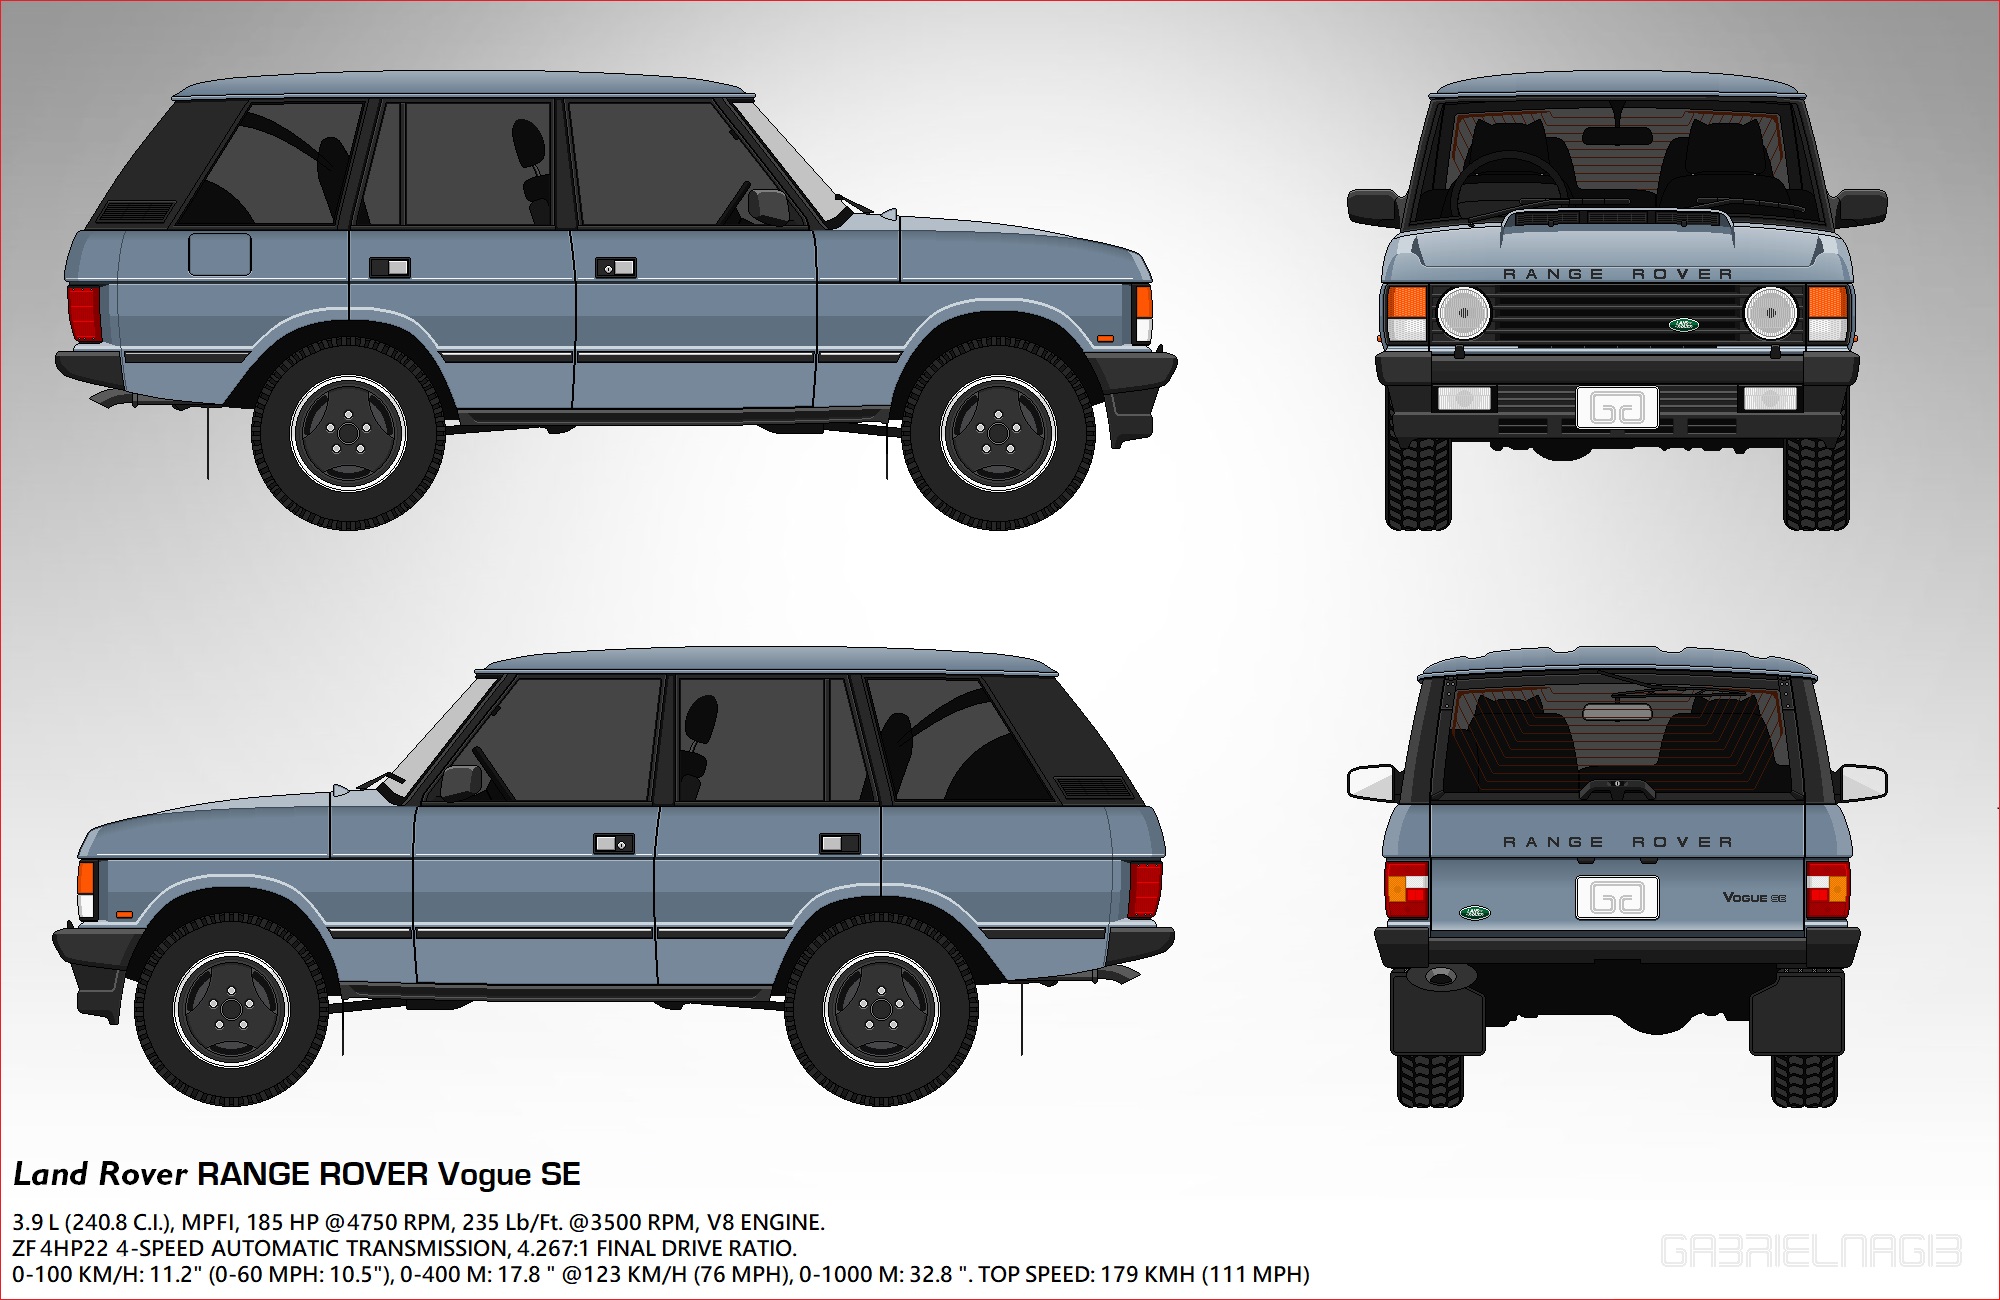 RANGE ROVER
RANGE ROVER
VOGUE SE
Land Rover RANGE ROVER Vogue SE
3.9 L (240.8 C.I.), MPFI, 185 HP @4750 RPM, 235 Lb/Ft. @3500 RPM, V8 ENGINE.
ZF 4HP22 4-SPEED AUTOMATIC TRANSMISSION, 4.267:1 FINAL DRIVE RATIO.
0-100 KM/H: 11.2" (0-60 MPH: 10.5"), 0-400 M: 17.8 " @123 KM/H (76 MPH), 0-1000 M: 32.8 ". TOP SPEED: 179 KMH (111 MPH)
GABRIELNAGIB